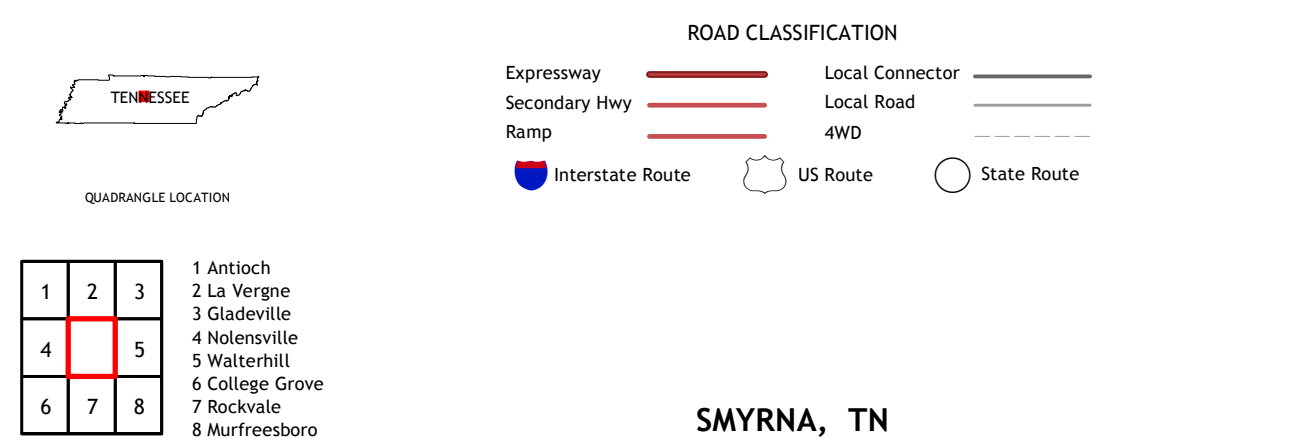 ROAD CLASSIFICATION
Expressway
Local Connector
Secondary Hwy
Local Road
Ramp
4WD
Interstate Route
US Route
State Route
TENNESSEE
QUADRANGLE LOCATION
1 2 3
4 5
6 7 8
1 Antioch
2 La Vergne
3 Gladeville
4 Nolensville
5 Walterhill
6 College Grove
7 Rockvale
8 Murfreesboro
SMYRNA, TN